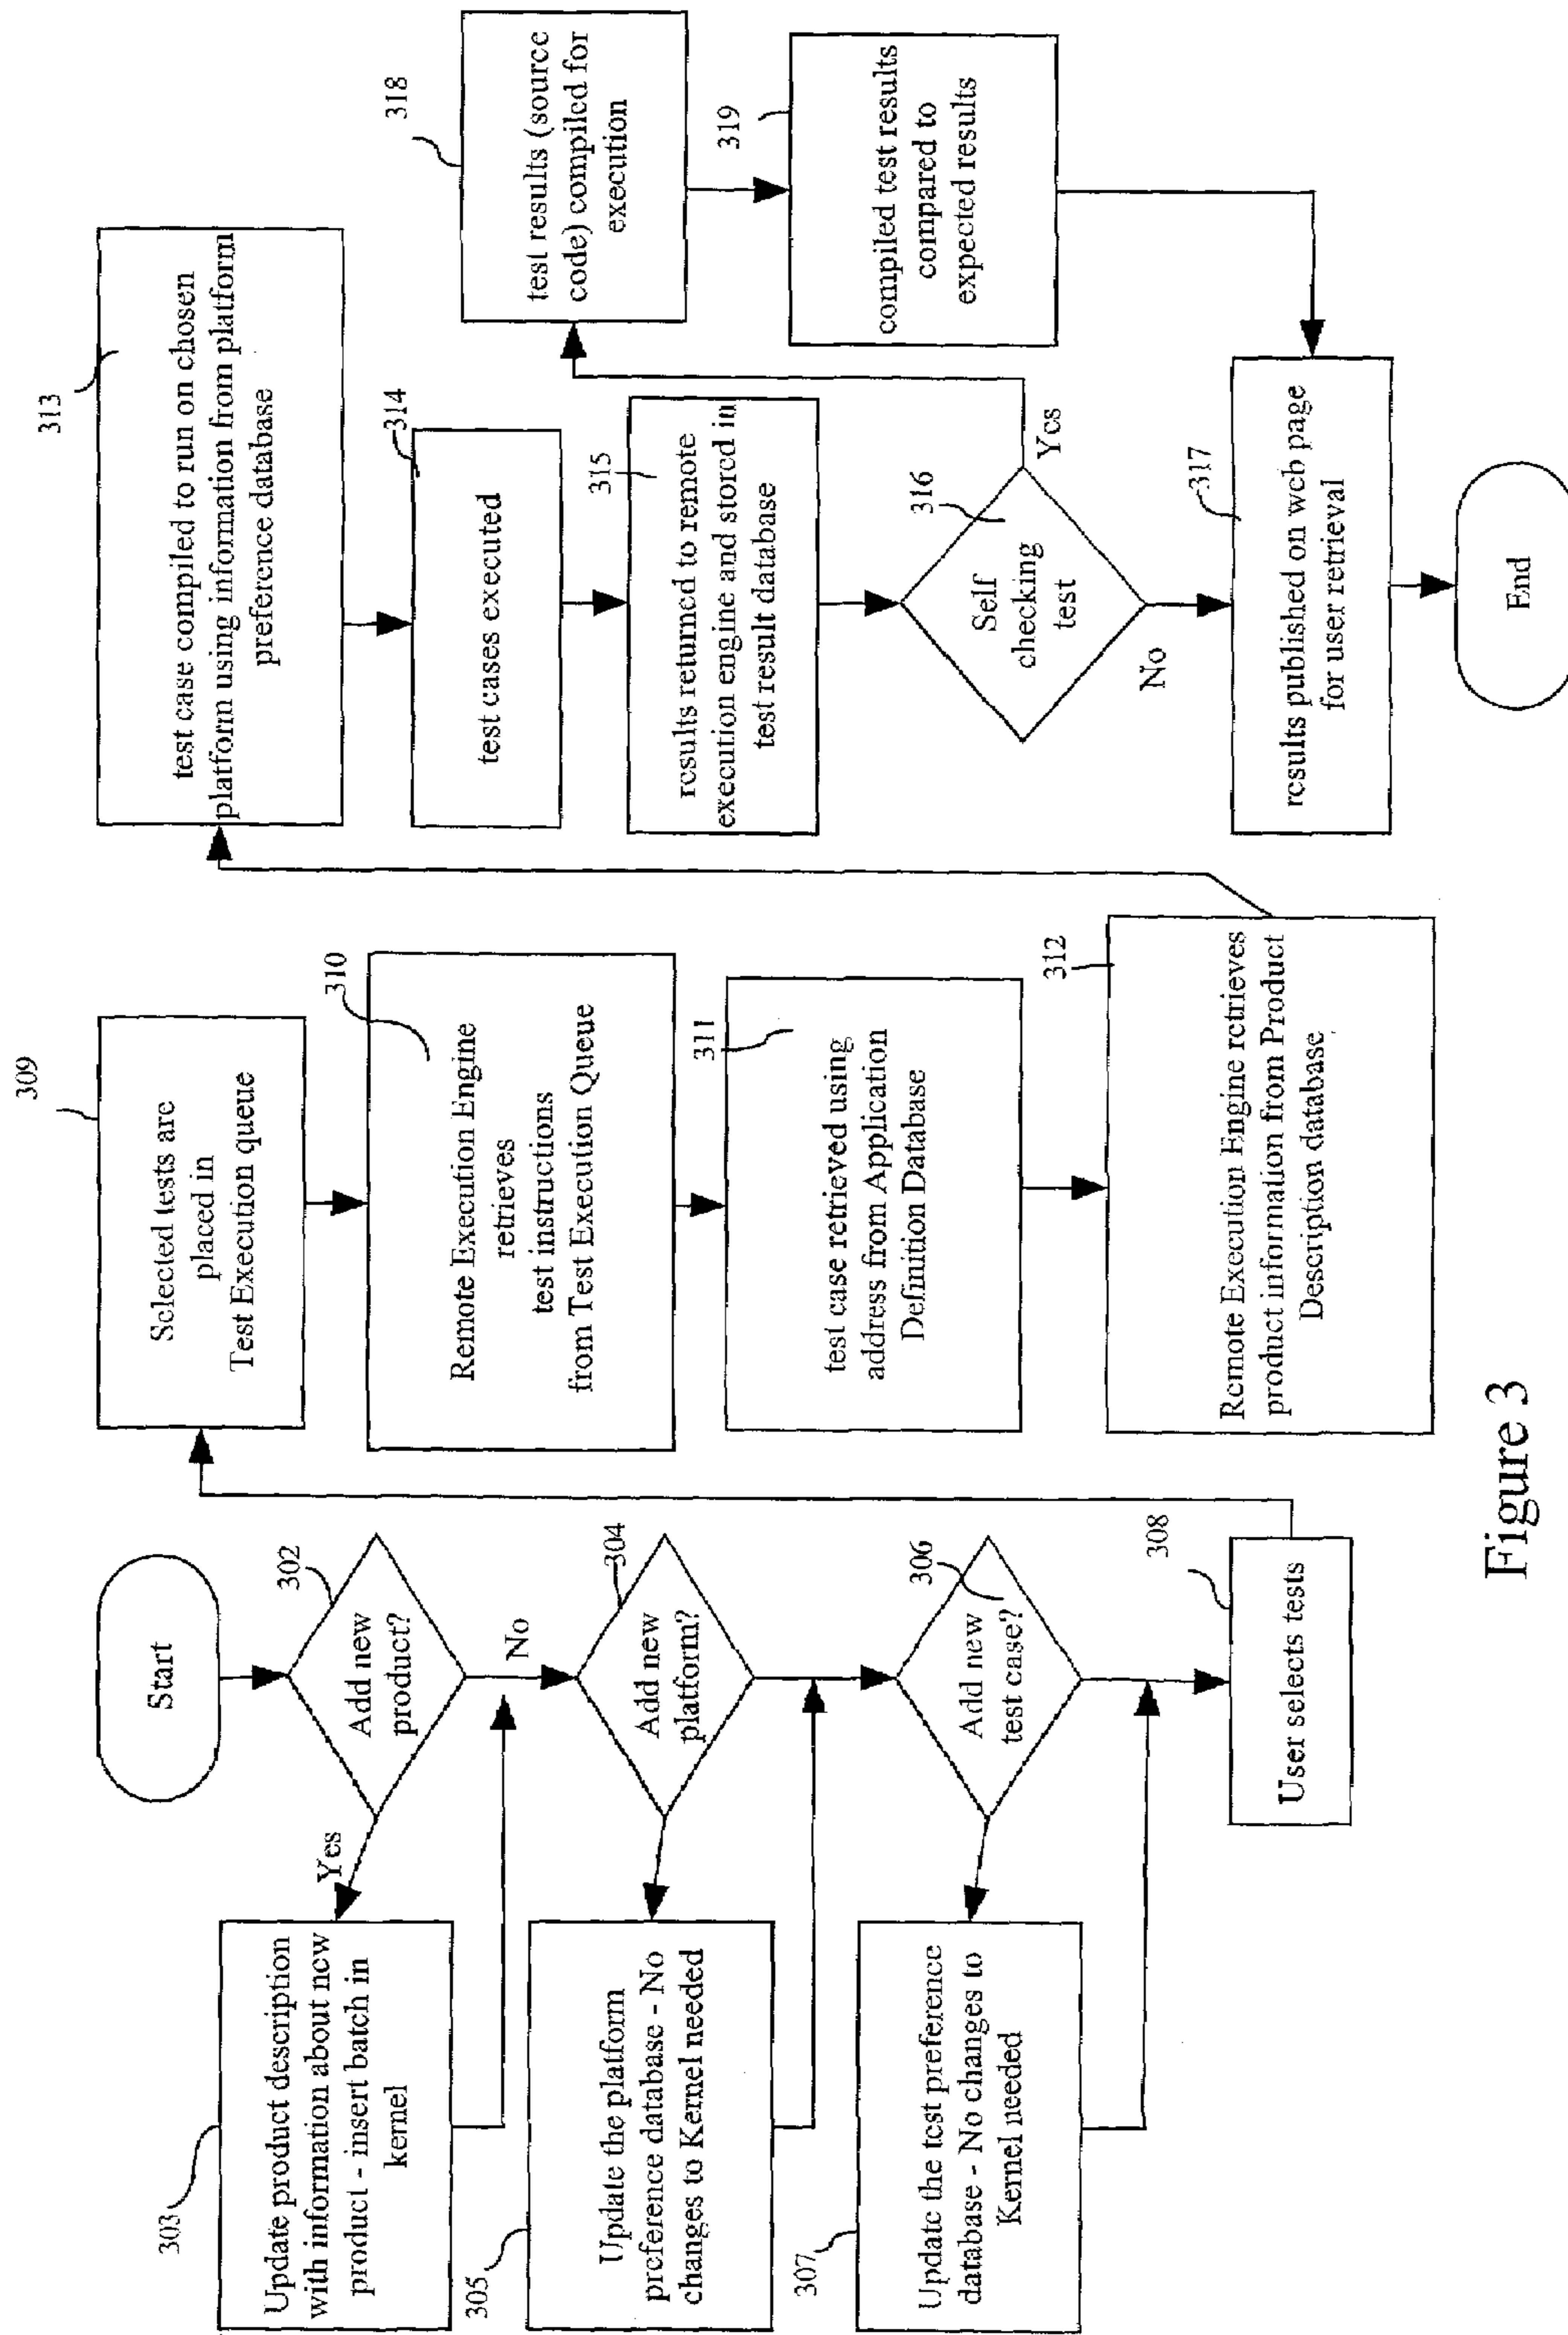 Start
302
Add new
product?
Yes
No
303
Update product description
with information about new
product - insert batch in
kernel
304
Add new
platform?
305
Update the platform
preference database - No
changes to Kernel needed
306
Add new
test case?
307
Update the test preference
database - No changes to
Kernel needed
308
User selects tests
309
Selected tests are
placed in
Test Execution queue
310
Remote Execution Engine
retrieves
test instructions
from Test Execution Queue
311
test case retrieved using
address from Application
Definition Database
312
Remote Execution Engine retrieves
product information from Product
Description database
313
test case compiled to run on chosen
platform using information from platform
preference database
314
test cases executed
315
results returned to remote
execution engine and stored in
test result database
316
Self
checking
test
Yes
No
317
results published on web page
for user retrieval
318
test results (source
code) compiled for
execution
319
compiled test results
compared to
expected results
End
Figure 3